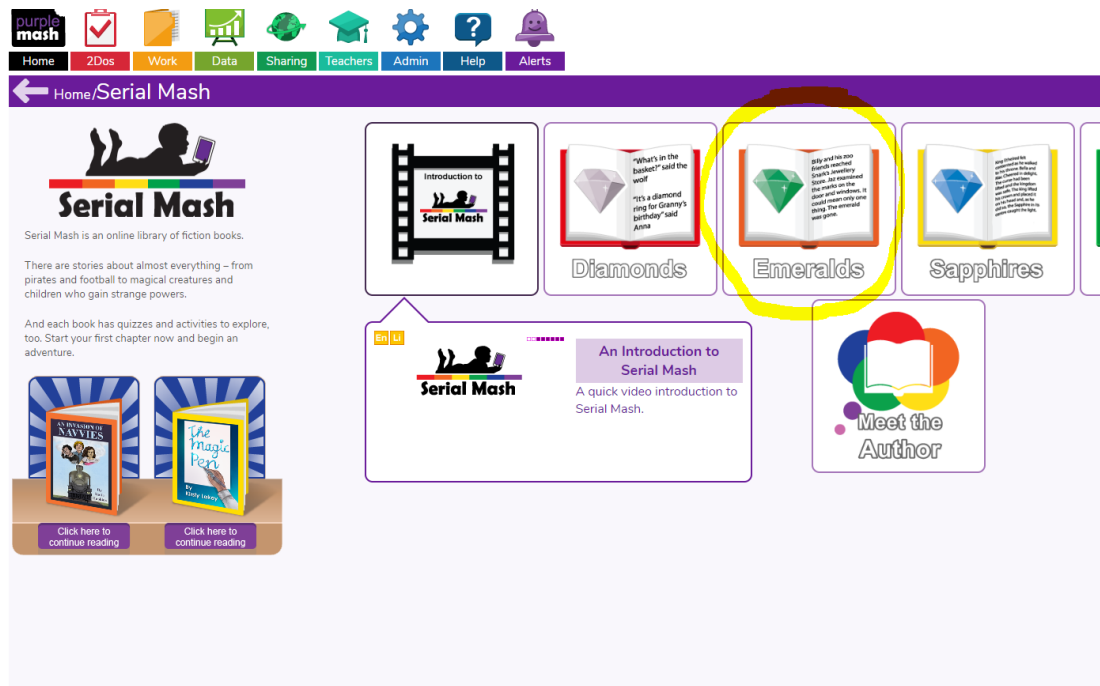 purple
mash
Home
2Dos
Work
Data
Sharing
Teachers
Admin
Help
Alerts
Home/Serial Mash
Serial Mash
Serial Mash is an online library of fiction books.
There are stories about almost everything – from
pirates and football to magical creatures and
children who gain strange powers.
And each book has quizzes and activities to explore,
too. Start your first chapter now and begin an
adventure.
AN INVASION OF
NAVVIES
Click here to
continue reading
The
Magic
Pen
By
Kirsty Jakey
Click here to
continue reading
Introduction to
Serial Mash
"What's in the
basket?" said the
wolf
"It's a diamond
ring for Granny's
birthday" said
Anna
Diamonds
Billy and his zoo
friends reached
Snarks Jewellery
Store. Jaz examined
the marks on the
door and windows. It
could mean only one
thing. The emerald
was gone.
Emeralds
Sapphires
En Li
Serial Mash
An Introduction to
Serial Mash
A quick video introduction to
Serial Mash.
Meet the
Author